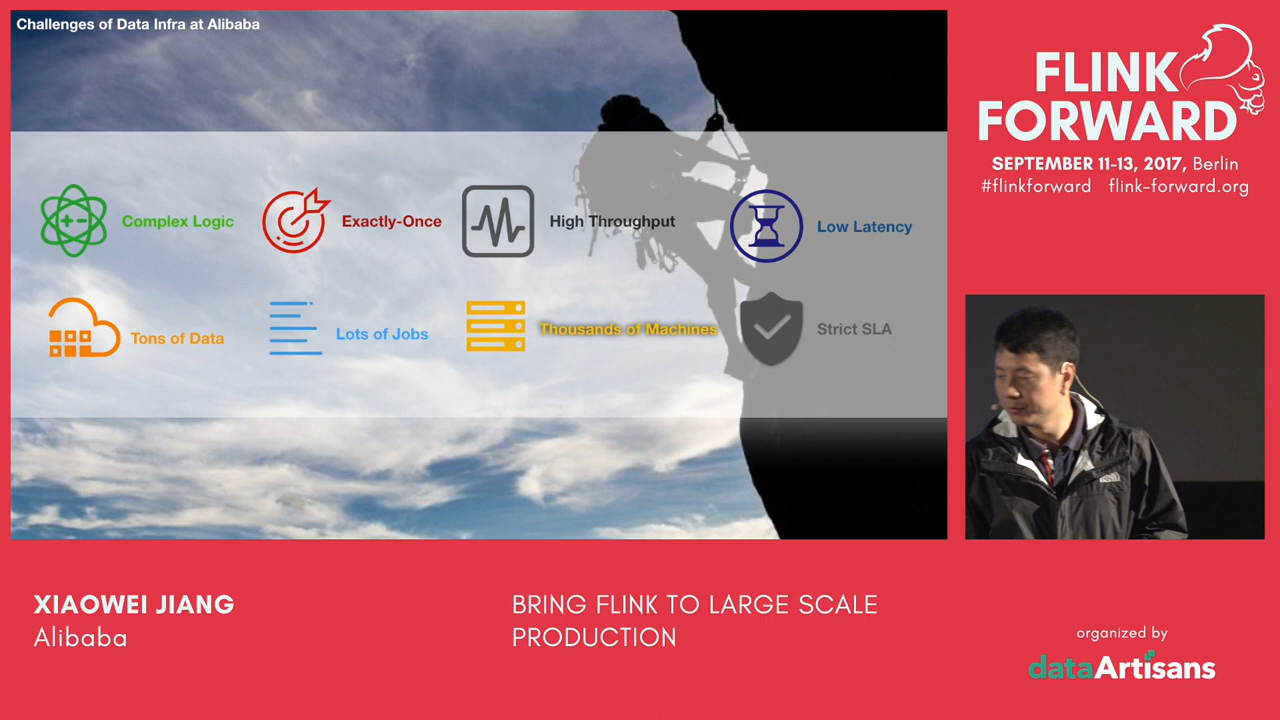 Challenges of Data Infra at Alibaba
Complex Logic
Exactly-Once
High Throughput
Low Latency
Tons of Data
Lots of Jobs
Thousands of Machines
Strict SLA
FLINK
FORWARD
SEPTEMBER 11-13, 2017, Berlin
#flinkforward flink-forward.org
XIAOWEI JIANG
Alibaba
BRING FLINK TO LARGE SCALE
PRODUCTION
organized by
dataArtisans